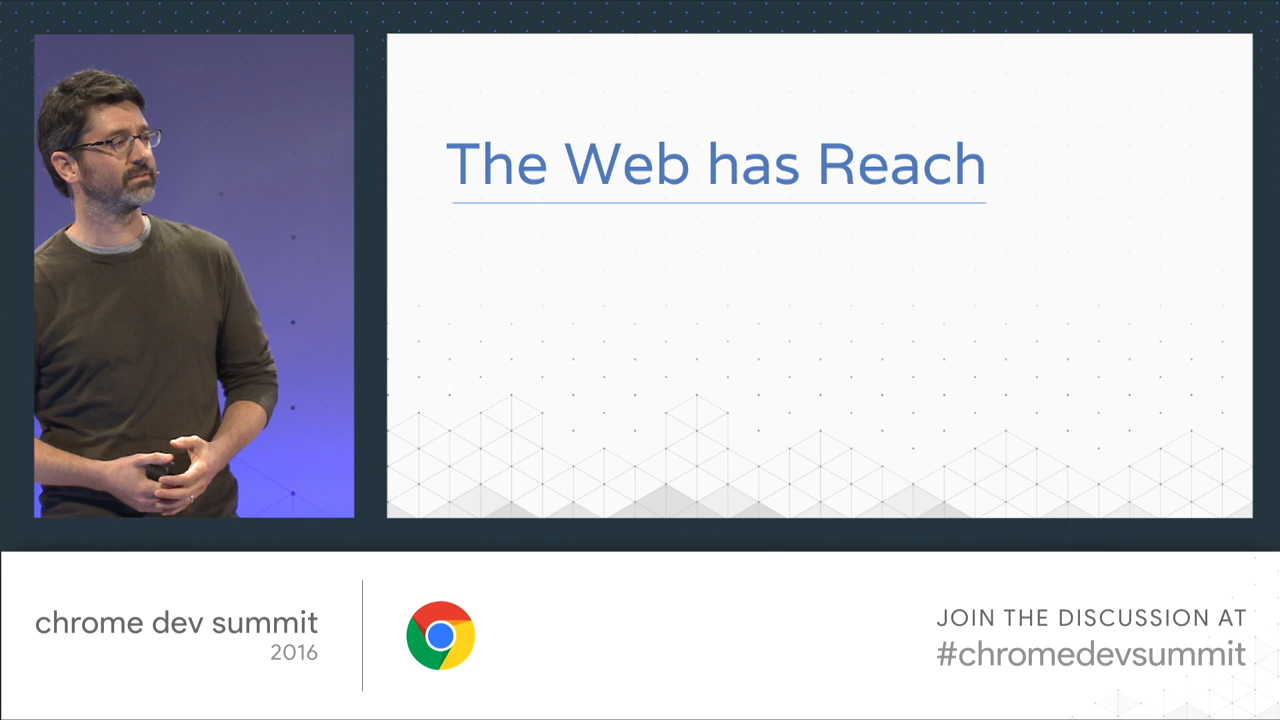 The Web has Reach
chrome dev summit
2016
JOIN THE DISCUSSION AT
#chromedevsummit